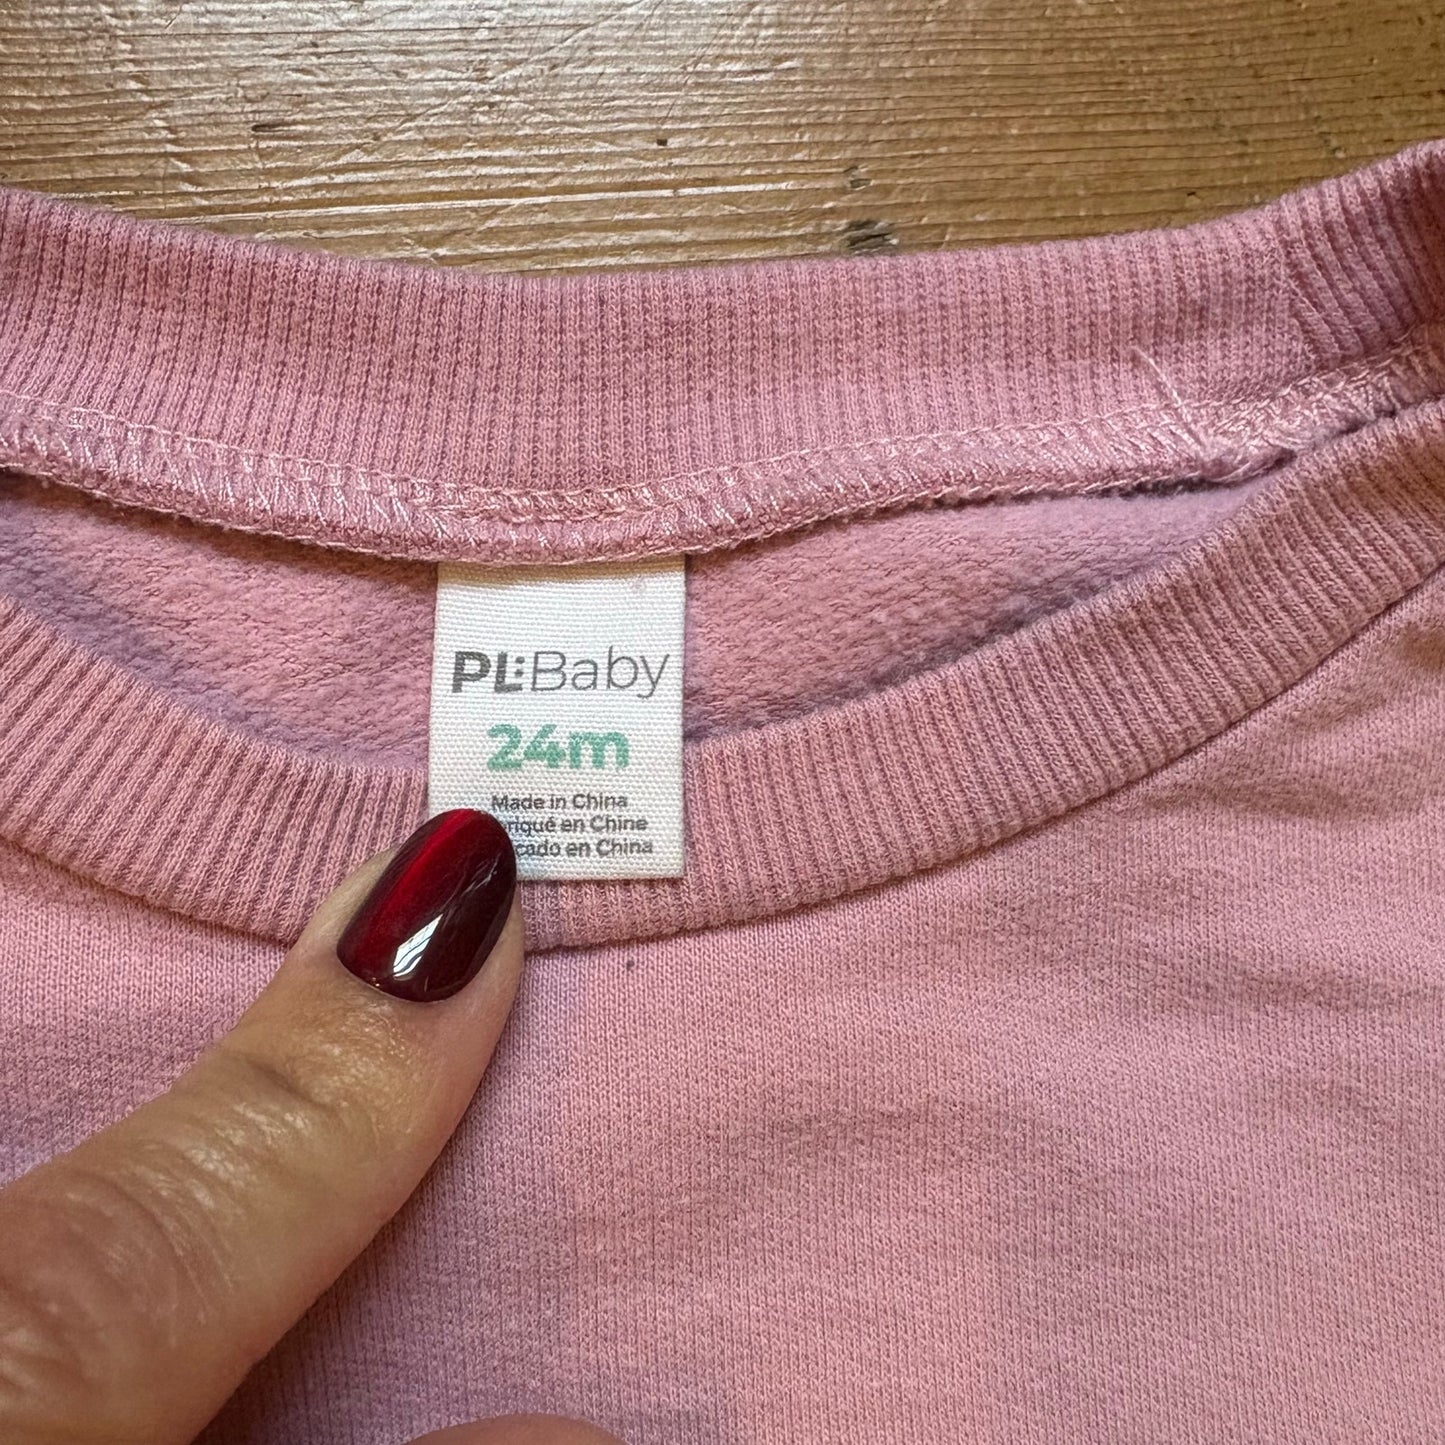 PL:Baby
24m
Made in China
en Chine
en China